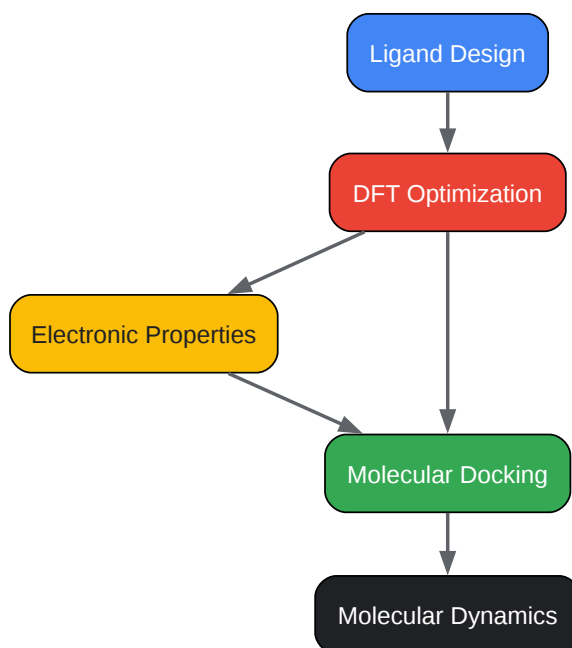 Ligand Design
DFT Optimization
Electronic Properties
Molecular Docking
Molecular Dynamics